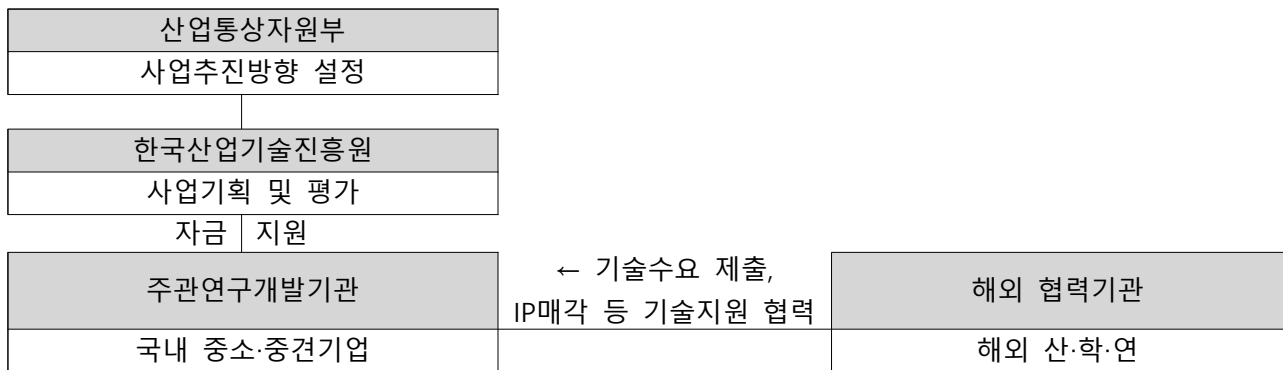 산업통상자원부
사업추진방향 설정
한국산업기술진흥원
사업기획 및 평가
자금 지원
주관연구개발기관
← 기술수요 제출,
IP매각 등 기술지원 협력
해외 협력기관
국내 중소·중견기업
해외 산·학·연